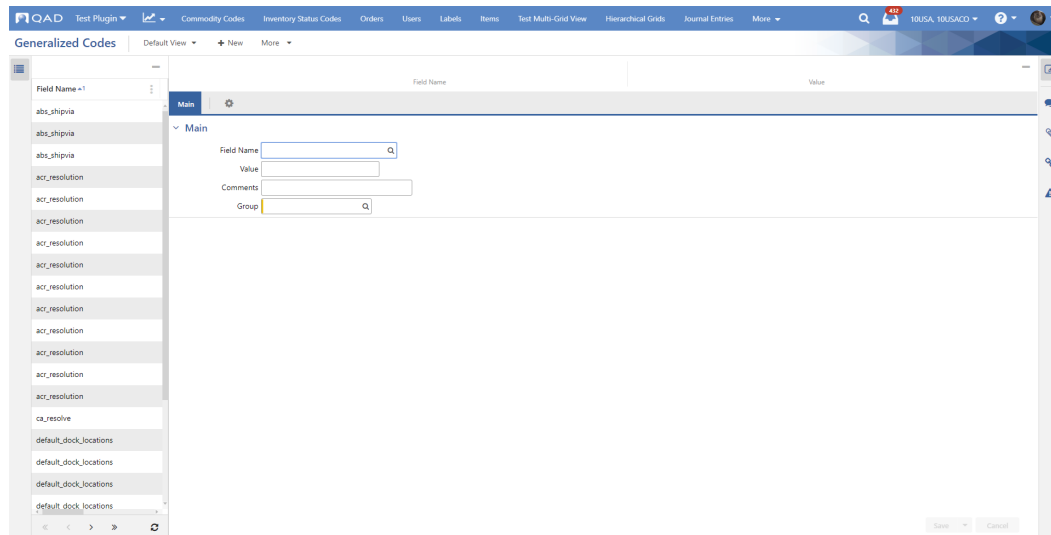 QAD Test Plugin Commodity Codes Inventory Status Codes Orders Users Labels Items Test Multi-Grid View Hierarchical Grids Journal Entries More 432 10USA, 10USACO
Generalized Codes Default View + New More
Field Name Value
Field Name 1
Main
abs_shipvia
abs_shipvia
abs_shipvia
acr_resolution
acr_resolution
acr_resolution
acr_resolution
acr_resolution
acr_resolution
acr_resolution
acr_resolution
acr_resolution
acr_resolution
acr_resolution
ca_resolve
default_dock_locations
default_dock_locations
default_dock_locations
default_dock_locations
Main
Field Name
Value
Comments
Group
Save Cancel